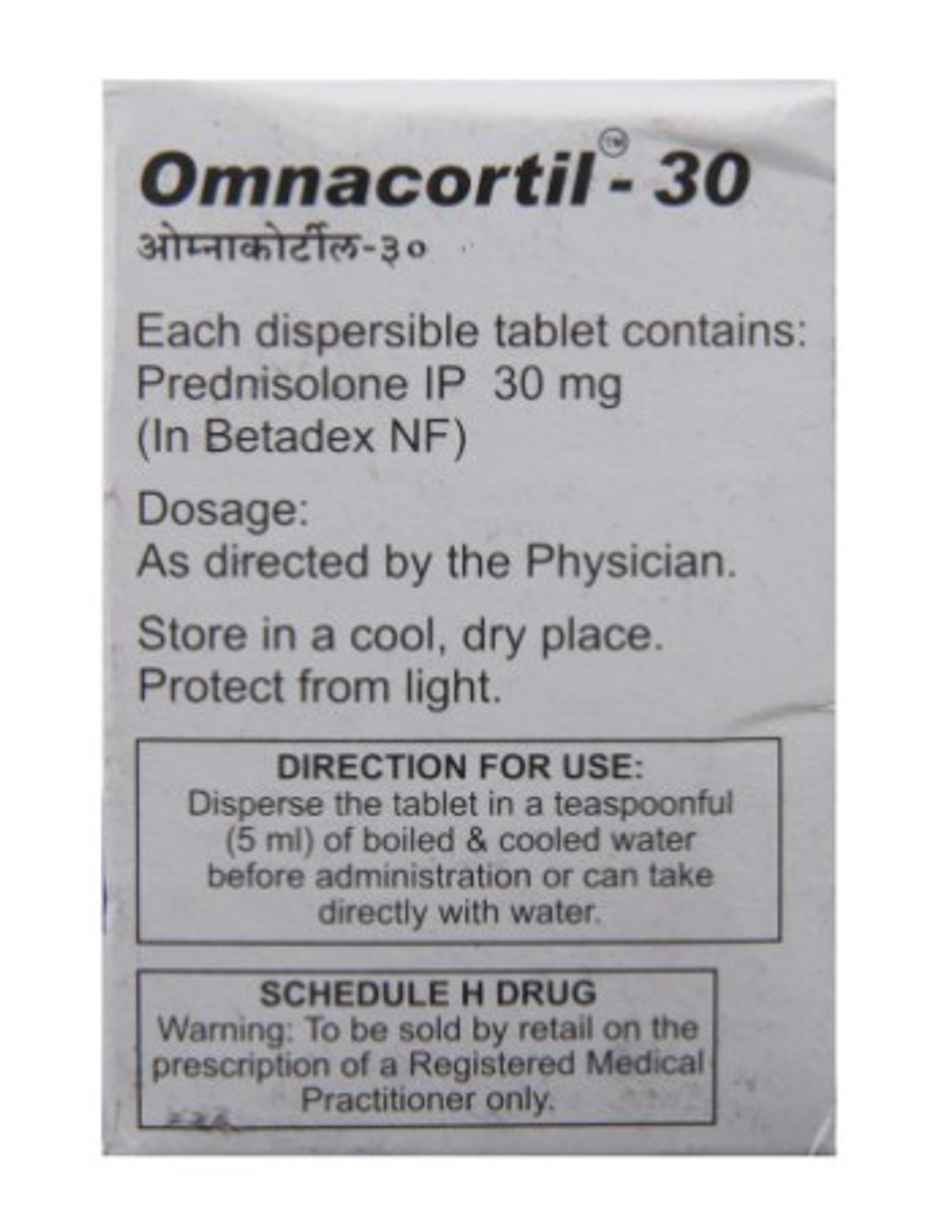 Omnacortil™ - 30
ओम्नाकोर्टील-३०
Each dispersible tablet contains:
Prednisolone IP 30 mg
(In Betadex NF)
Dosage:
As directed by the Physician.
Store in a cool, dry place.
Protect from light.
DIRECTION FOR USE:
Disperse the tablet in a teaspoonful
(5 ml) of boiled & cooled water
before administration or can take
directly with water.
SCHEDULE H DRUG
Warning: To be sold by retail on the
prescription of a Registered Medical
Practitioner only.